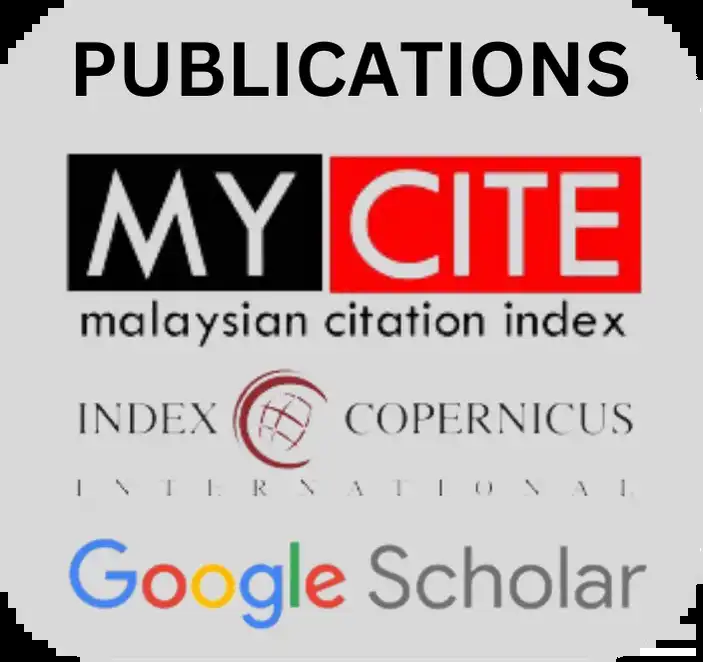 PUBLICATIONS
MY CITE
malaysian citation index
INDEX COPERNICUS
INTERNATIONAL
Google Scholar